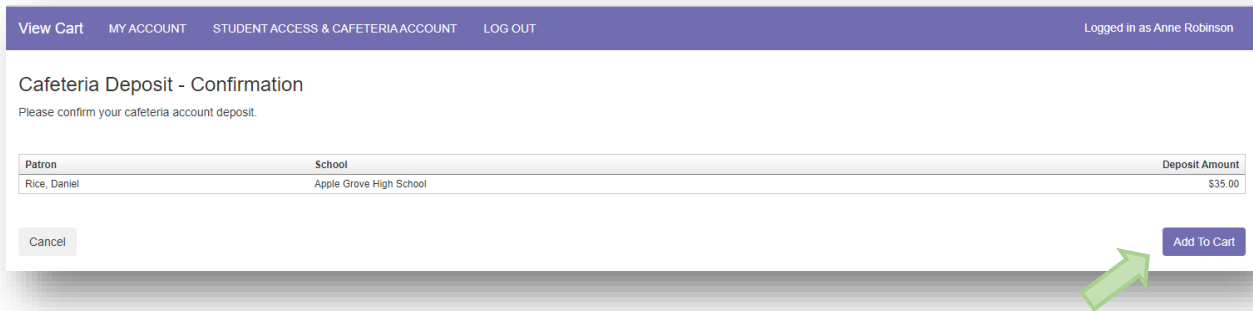 View Cart MY ACCOUNT STUDENT ACCESS & CAFETERIA ACCOUNT LOG OUT Logged in as Anne Robinson
Cafeteria Deposit - Confirmation
Please confirm your cafeteria account deposit.
Patron School Deposit Amount
Rice, Daniel Apple Grove High School $35.00
Cancel Add To Cart